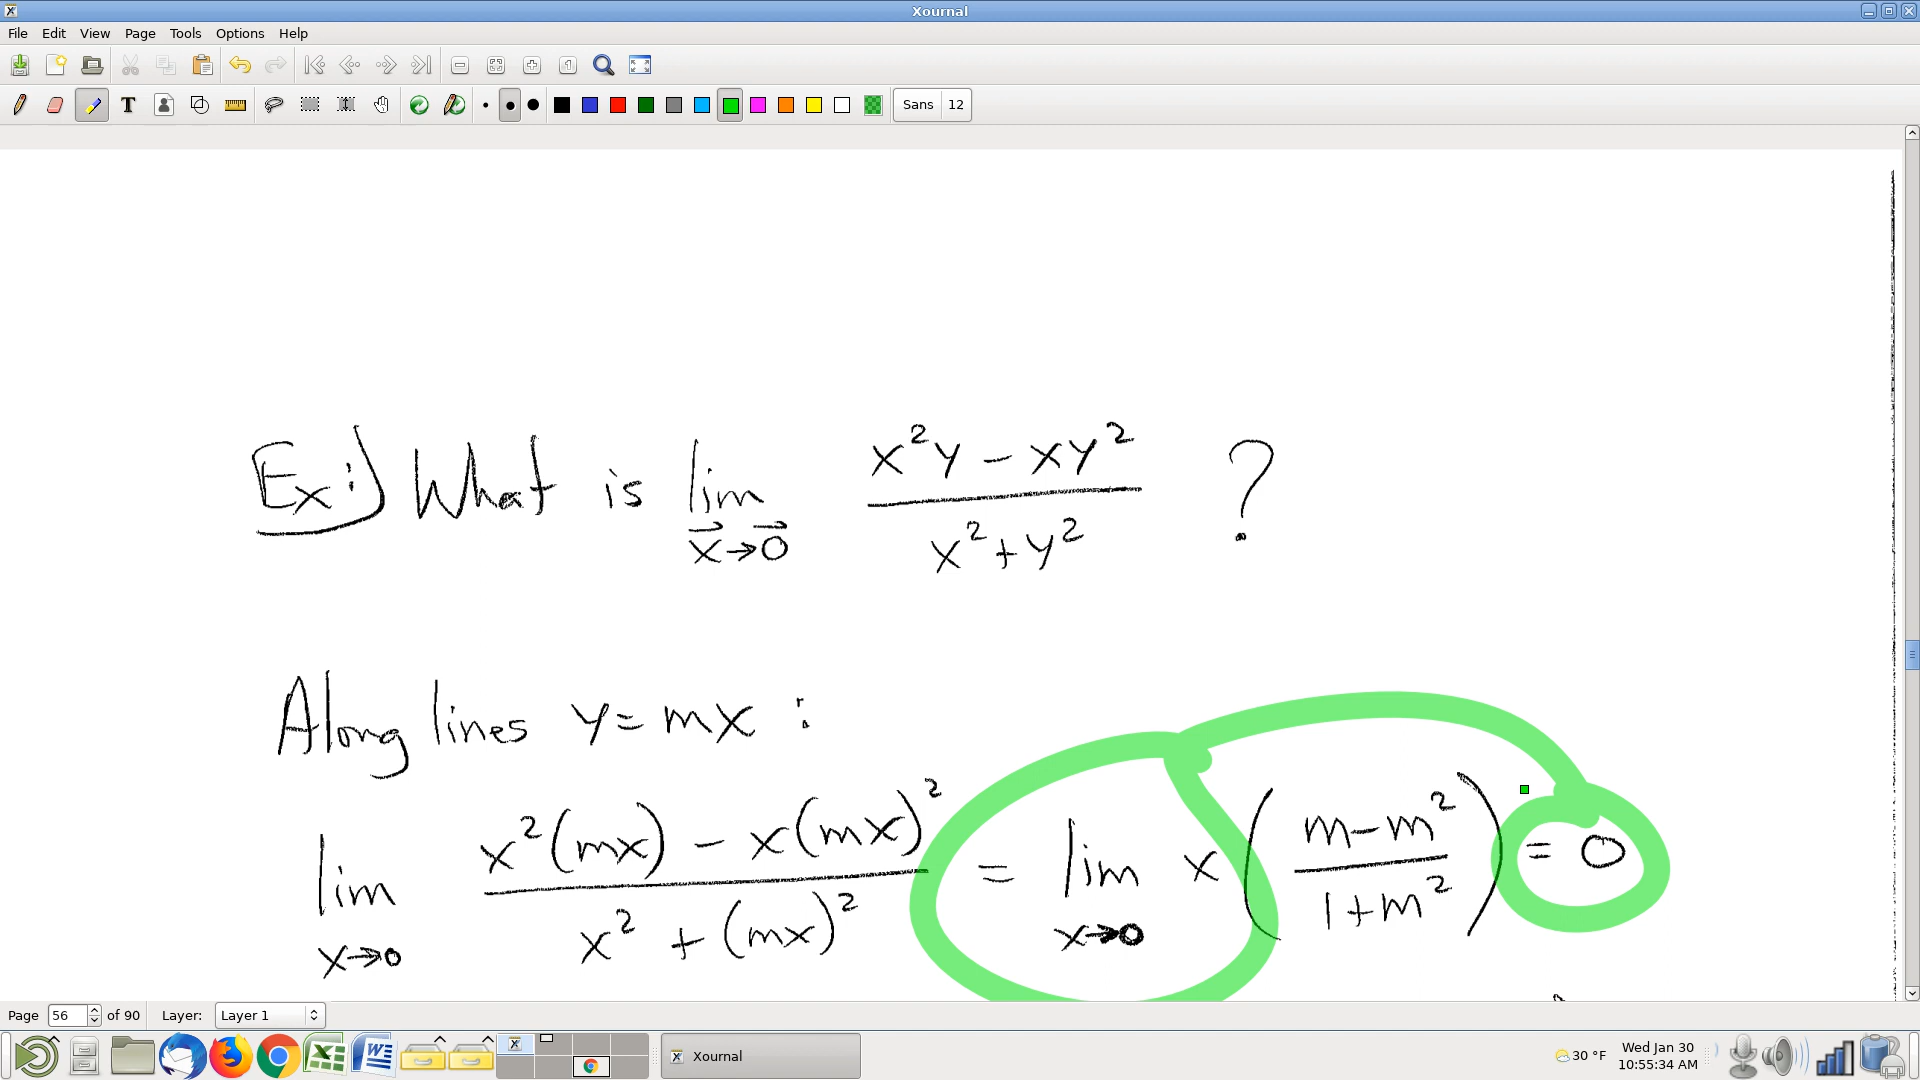 Xournal
File Edit View Page Tools Options Help
Sans 12
Ex:) What is lim x²y - xy² ?
x→0 x²+y²
Along lines y=mx :
lim x²(mx) - x(mx)² = lim x (m-m²) = 0
x→0 x² + (mx)² x→0 1+m²
Page 56 of 90 Layer: Layer 1
Xournal
30 °F
Wed Jan 30
10:55:34 AM